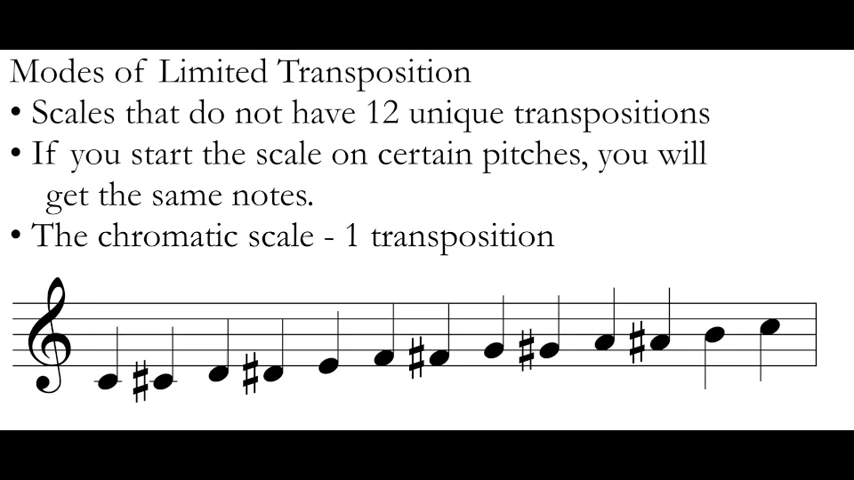 Modes of Limited Transposition
• Scales that do not have 12 unique transpositions
• If you start the scale on certain pitches, you will
get the same notes.
• The chromatic scale - 1 transposition